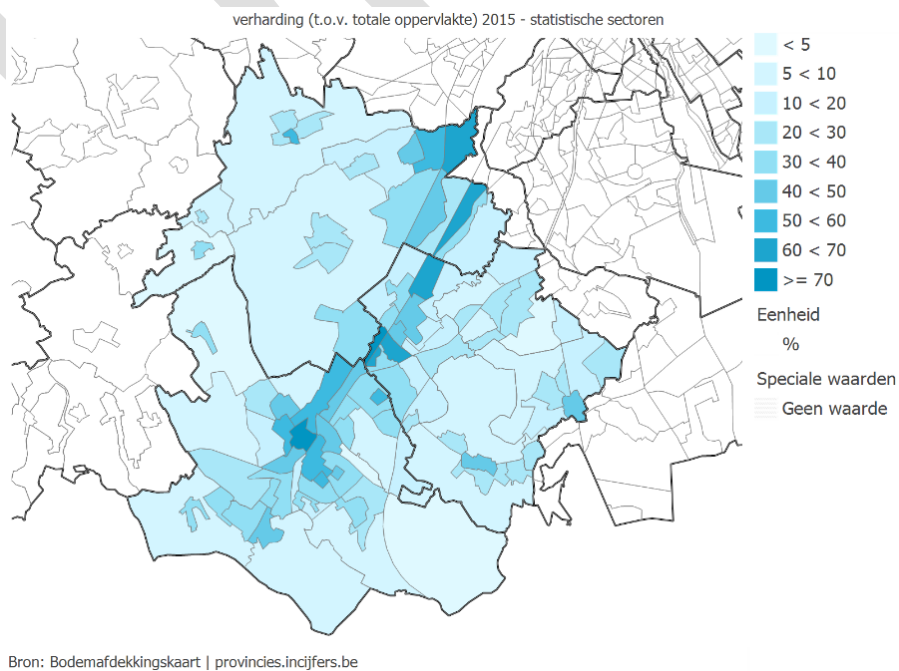 verharding (t.o.v. totale oppervlakte) 2015 - statistische sectoren
< 5
5 < 10
10 < 20
20 < 30
30 < 40
40 < 50
50 < 60
60 < 70
>= 70
Eenheid
%
Speciale waarden
Geen waarde
Bron: Bodemafdekkingskaart | provincies.incijfers.be